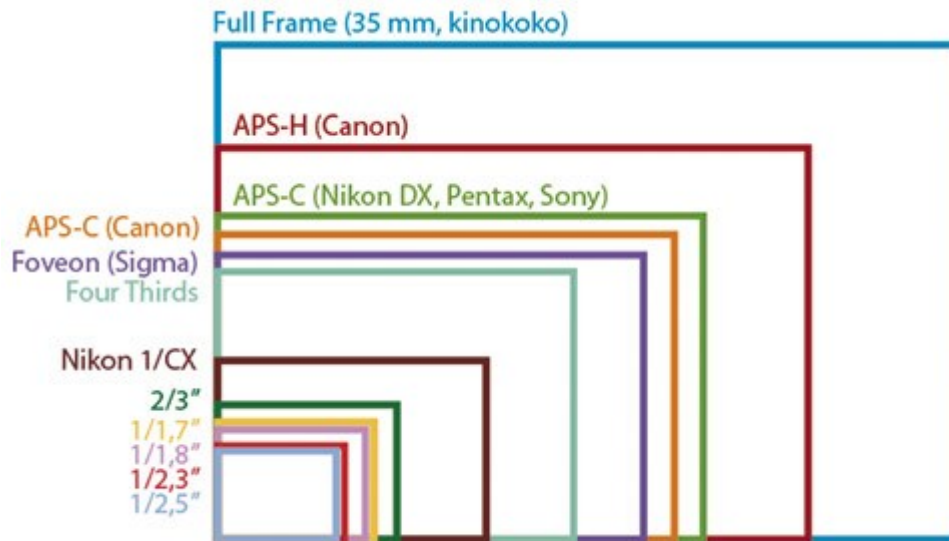 Full Frame (35 mm, kinokoko)
APS-H (Canon)
APS-C (Nikon DX, Pentax, Sony)
APS-C (Canon)
Foveon (Sigma)
Four Thirds
Nikon 1/CX
2/3"
1/1,7"
1/1,8"
1/2,3"
1/2,5"